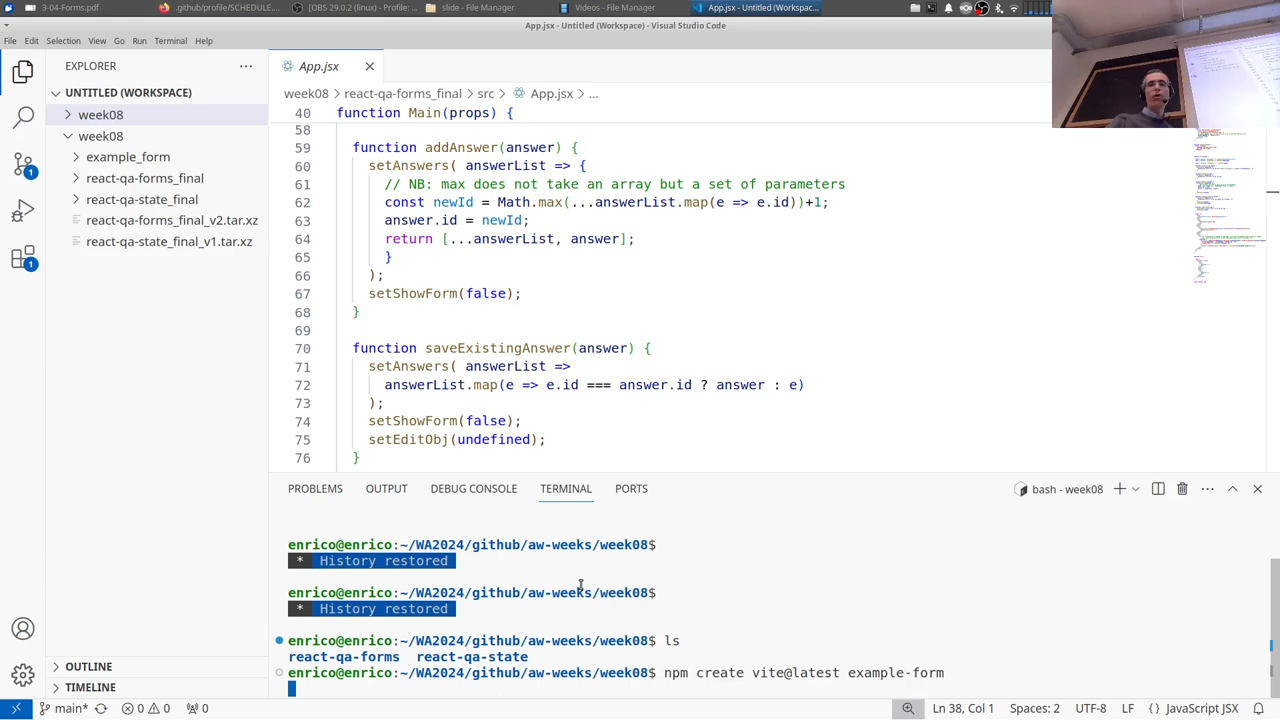 3-04-Forms.pdf
.github/profile/SCHEDULE...
[OBS 29.0.2 (linux) - Profile: ...
Slide - File Manager
Videos - File Manager
App.jsx - Untitled (Workspac...
App.jsx - Untitled (Workspace) - Visual Studio Code
File Edit Selection View Go Run Terminal Help
PLORER
App.jsx
UNTITLED (WORKSPACE)
week08
week08
example_form
react-qa-forms_final
react-qa-sate_final
react-qa-forms_final_v2.tar.xz
react-qa-state_final_v1.tar.xz
OUTLINE
TIMELINE
1
1
week08 > react-qa-forms_final > src > App.jsx > ...
40 function Main(props) {
58
59 function addAnswer(answer) {
60 setAnswers( answerList => {
61 // NB: max does not take an array but a set of parameters
62 const newId = Math.max(...answerList.map(e => e.id))+1;
63 answer.id = newId;
64 return [...answerList, answer];
65 }
66 );
67 setShowForm(false);
68 }
69
70 function saveExistingAnswer(answer) {
71 setAnswers( answerList =>
72 answerList.map(e => e.id === answer.id ? answer : e)
73 );
74 setShowForm(false);
75 setEditObj(undefined);
76 }
PROBLEMS OUTPUT DEBUG CONSOLE TERMINAL PORTS
bash - week08
enrico@enrico:~/WA2024/github/aw-weeks/week08$
* History restored
enrico@enrico:~/WA2024/github/aw-weeks/week08$
* History restored
enrico@enrico:~/WA2024/github/aw-weeks/week08$ ls
react-qa-forms react-qa-state
enrico@enrico:~/WA2024/github/aw-weeks/week08$ npm create vite@latest example-form
main* 0 0 0 Ln 38, Col 1 Spaces: 2 UTF-8 LF {} JavaScript JSX